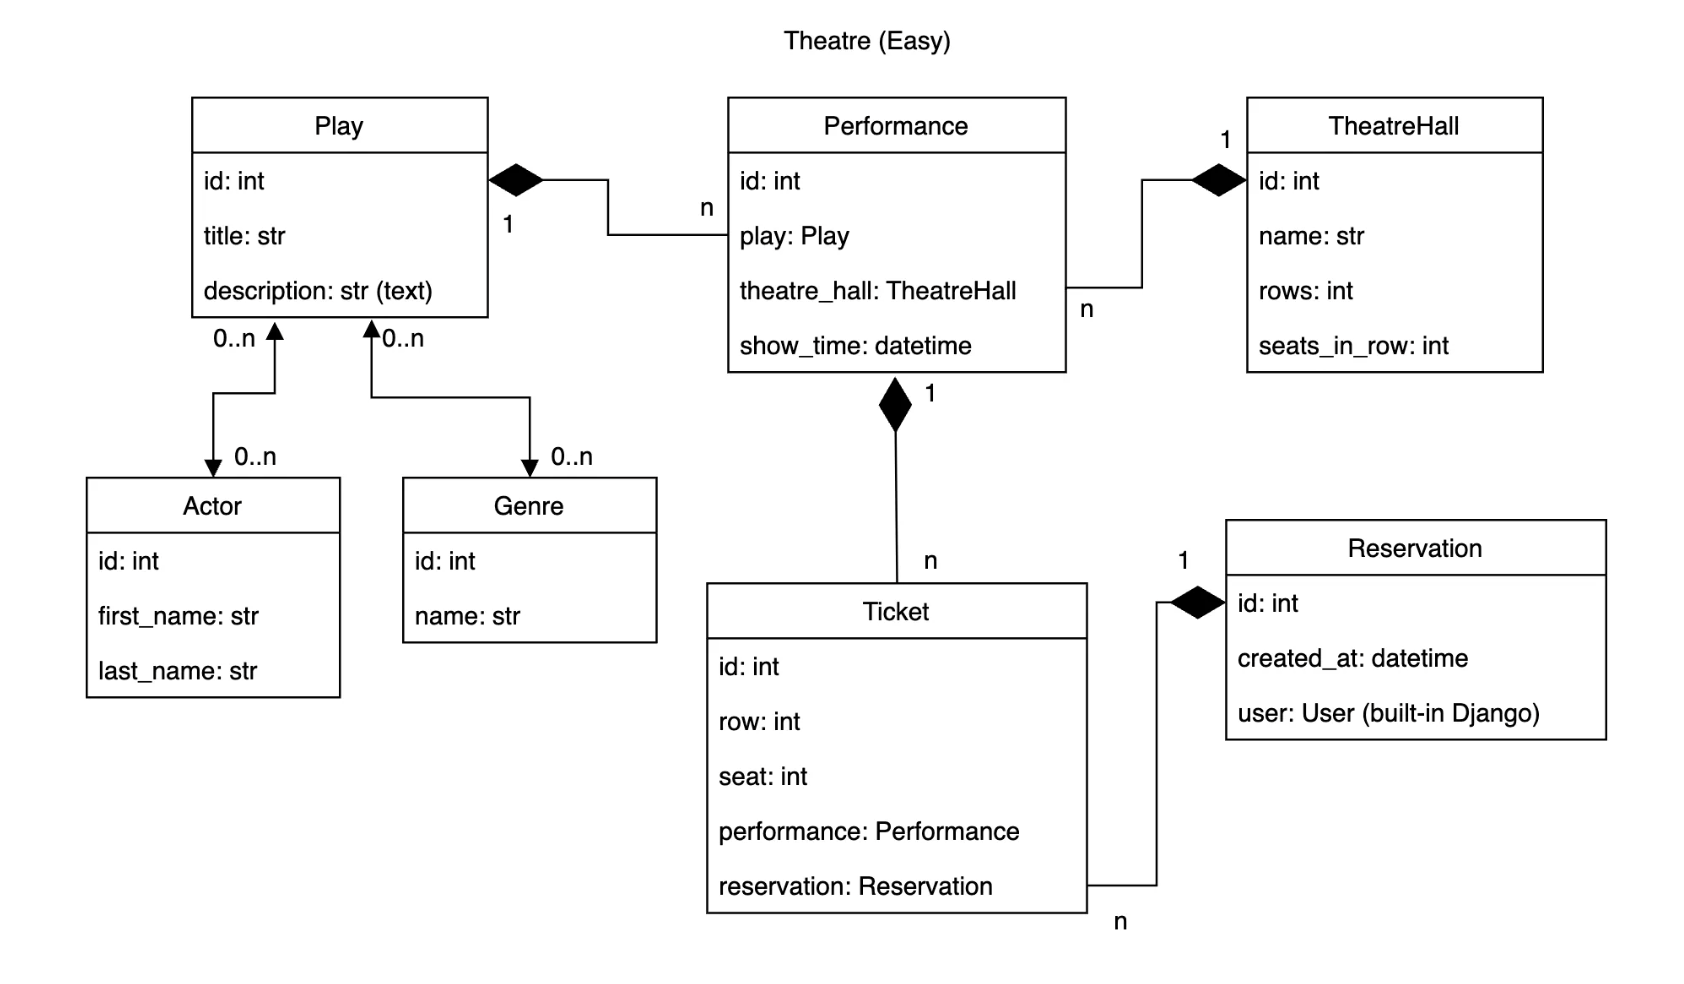 Theatre (Easy)
Play
id: int
title: str
description: str (text)
1
n
Performance
id: int
play: Play
theatre_hall: TheatreHall
show_time: datetime
1
n
TheatreHall
id: int
name: str
rows: int
seats_in_row: int
0..n
0..n
0..n
0..n
Actor
id: int
first_name: str
last_name: str
Genre
id: int
name: str
1
n
Ticket
id: int
row: int
seat: int
performance: Performance
reservation: Reservation
1
n
Reservation
id: int
created_at: datetime
user: User (built-in Django)